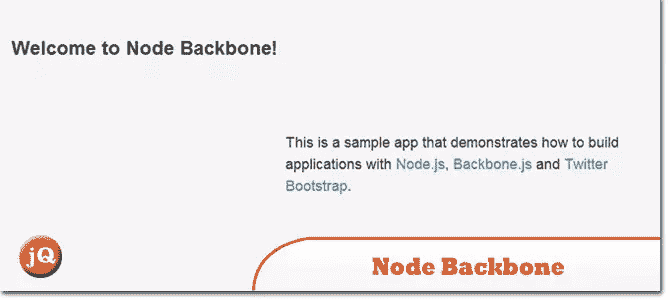 Welcome to Node Backbone!
This is a sample app that demonstrates how to build
applications with Node.js, Backbone.js and Twitter
Bootstrap.
jQ
Node Backbone